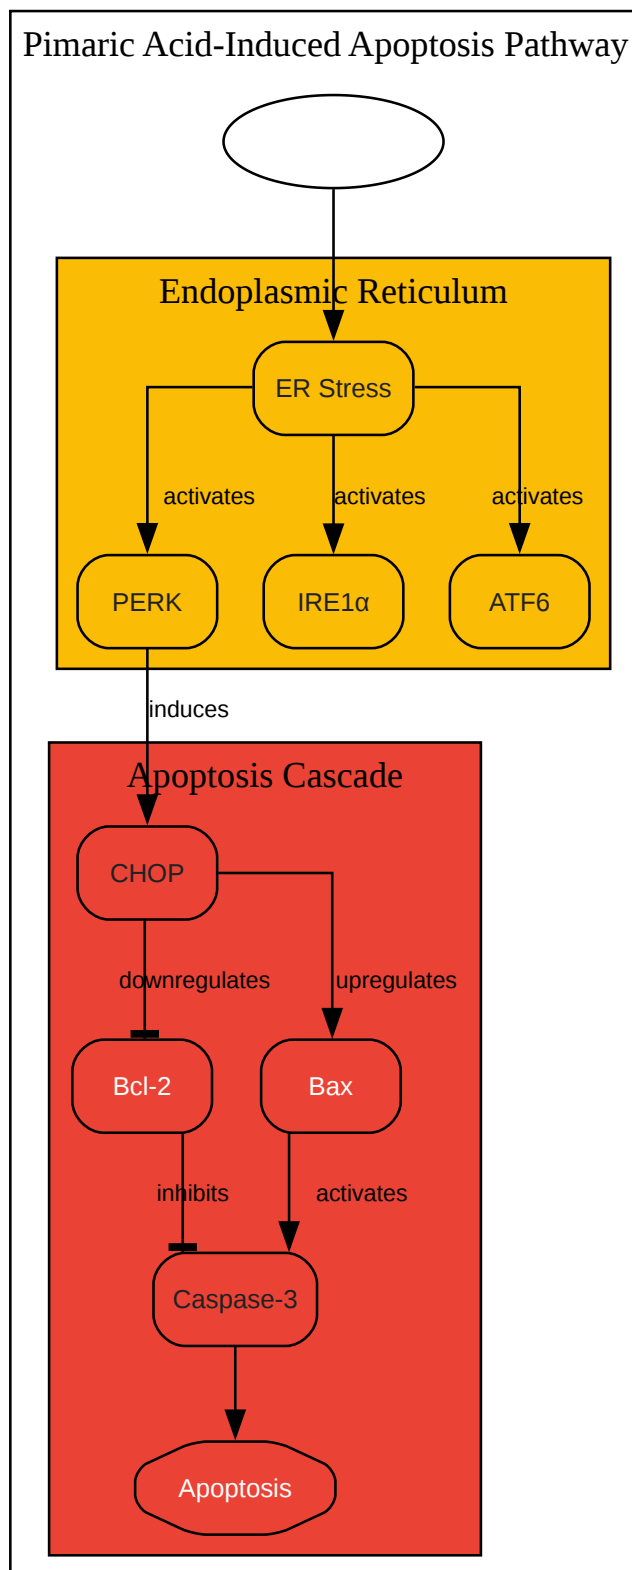 Pimaric Acid-Induced Apoptosis Pathway
Endoplasmic Reticulum
ER Stress
activates
activates
activates
PERK
IRE1α
ATF6
induces
Apoptosis Cascade
CHOP
downregulates
upregulates
Bcl-2
Bax
inhibits
activates
Caspase-3
Apoptosis